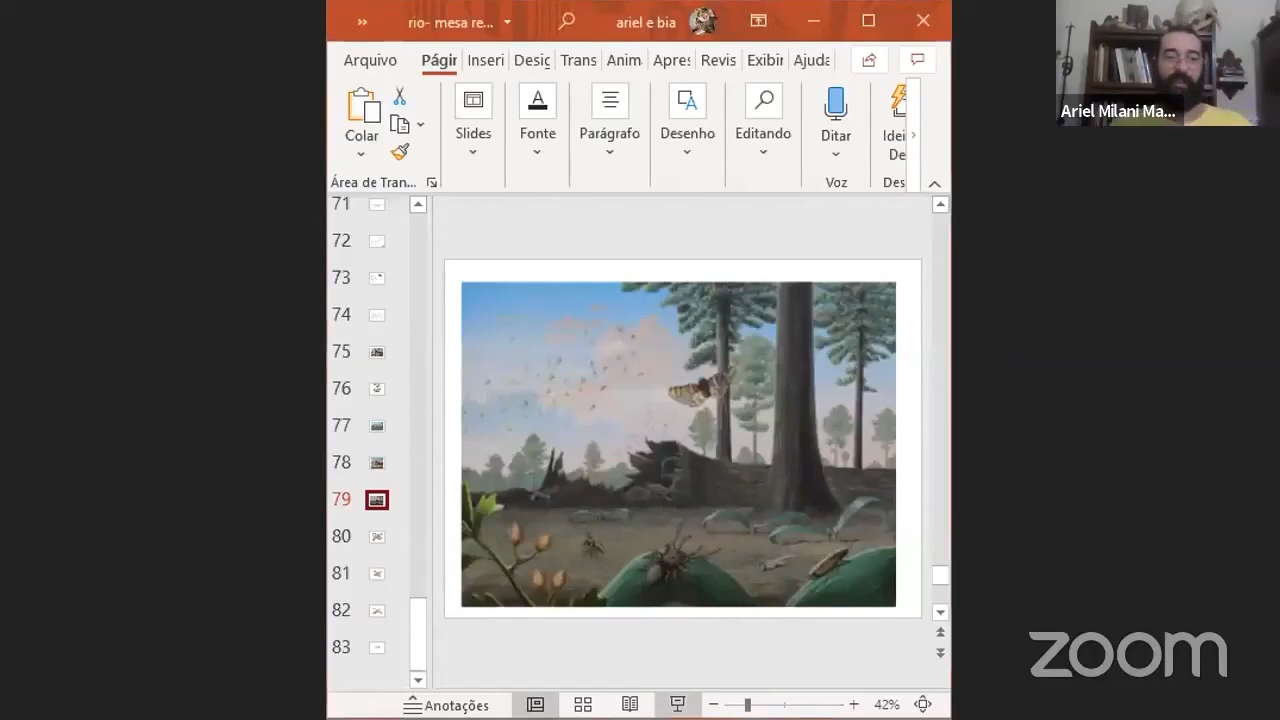 rio- mesa re...
ariel e bia
Arquivo
Págir
Inseri
Desig
Trans
Anim
Apres
Revis
Exibir
Ajuda
Colar
Slides
Fonte
Parágrafo
Desenho
Editando
Ditar
Ideia
De
Área de Tran...
Voz
Des
71
72
73
74
75
76
77
78
79
80
81
82
83
Anotações
42%
Ariel Milani Ma...
zoom